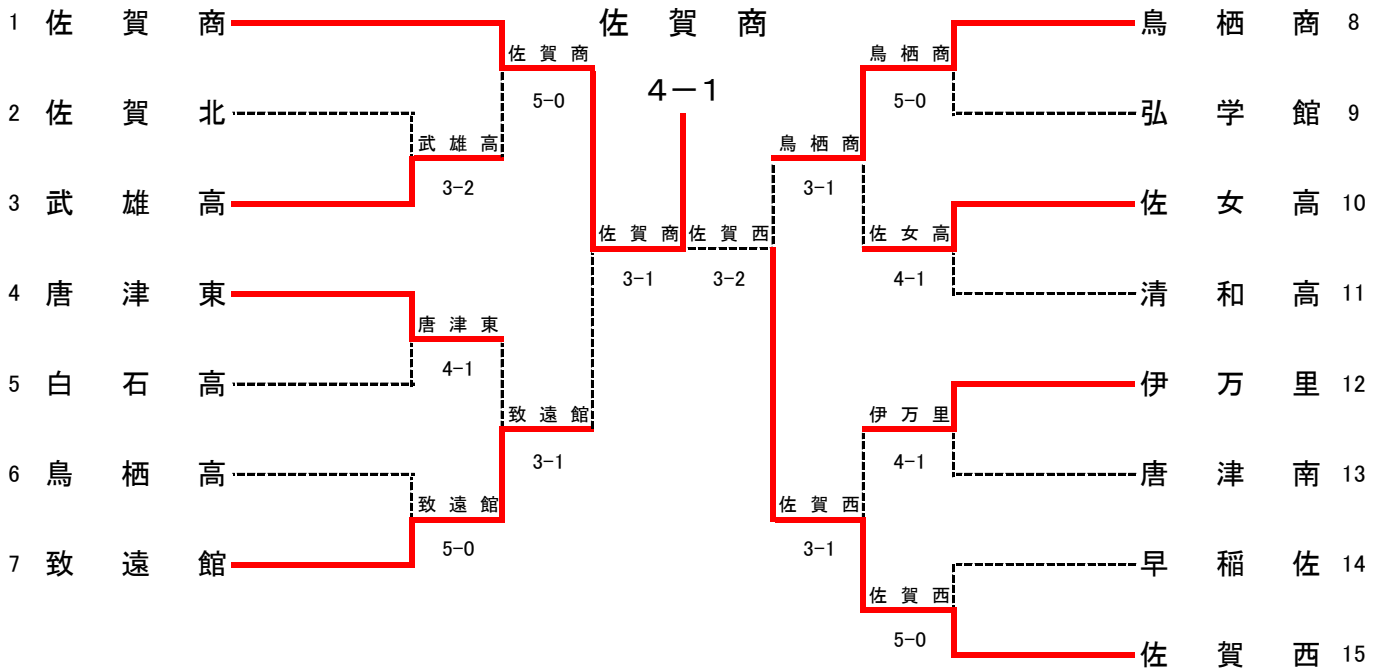 佐賀商
4－1
1 佐賀商
2 佐賀北
3 武雄高
4 唐津東
5 白石高
6 鳥栖高
7 致遠館
武雄高
3-2
唐津東
4-1
致遠館
5-0
佐賀商
5-0
致遠館
3-1
佐賀商
3-1
佐賀西
3-2
鳥栖商
3-1
佐賀西
3-1
鳥栖商
5-0
佐女高
4-1
伊万里
4-1
佐賀西
5-0
鳥栖商 8
弘学館 9
佐女高 10
清和高 11
伊万里 12
唐津南 13
早稲佐 14
佐賀西 15